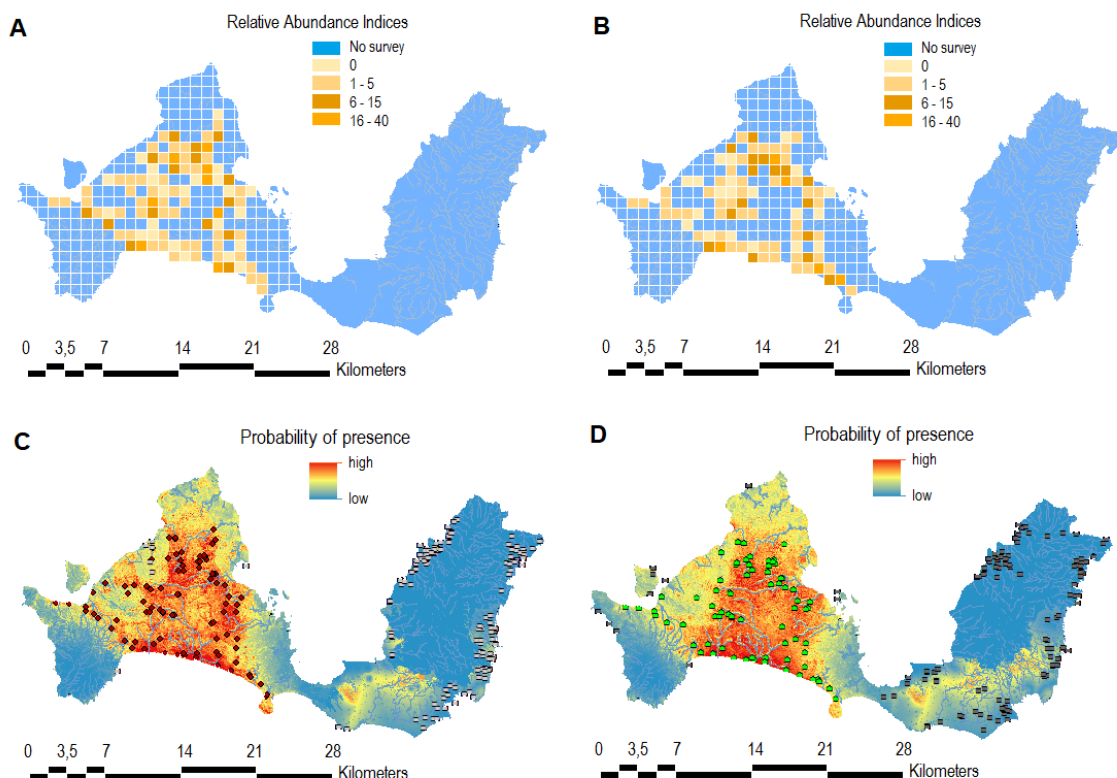 A
Relative Abundance Indices
No survey
0
1 - 5
6 - 15
16 - 40
0 3,5 7 14 21 28
Kilometers
B
Relative Abundance Indices
No survey
0
1 - 5
6 - 15
16 - 40
0 3,5 7 14 21 28
Kilometers
C
Probability of presence
high
low
0 3,5 7 14 21 28
Kilometers
D
Probability of presence
high
low
0 3,5 7 14 21 28
Kilometers